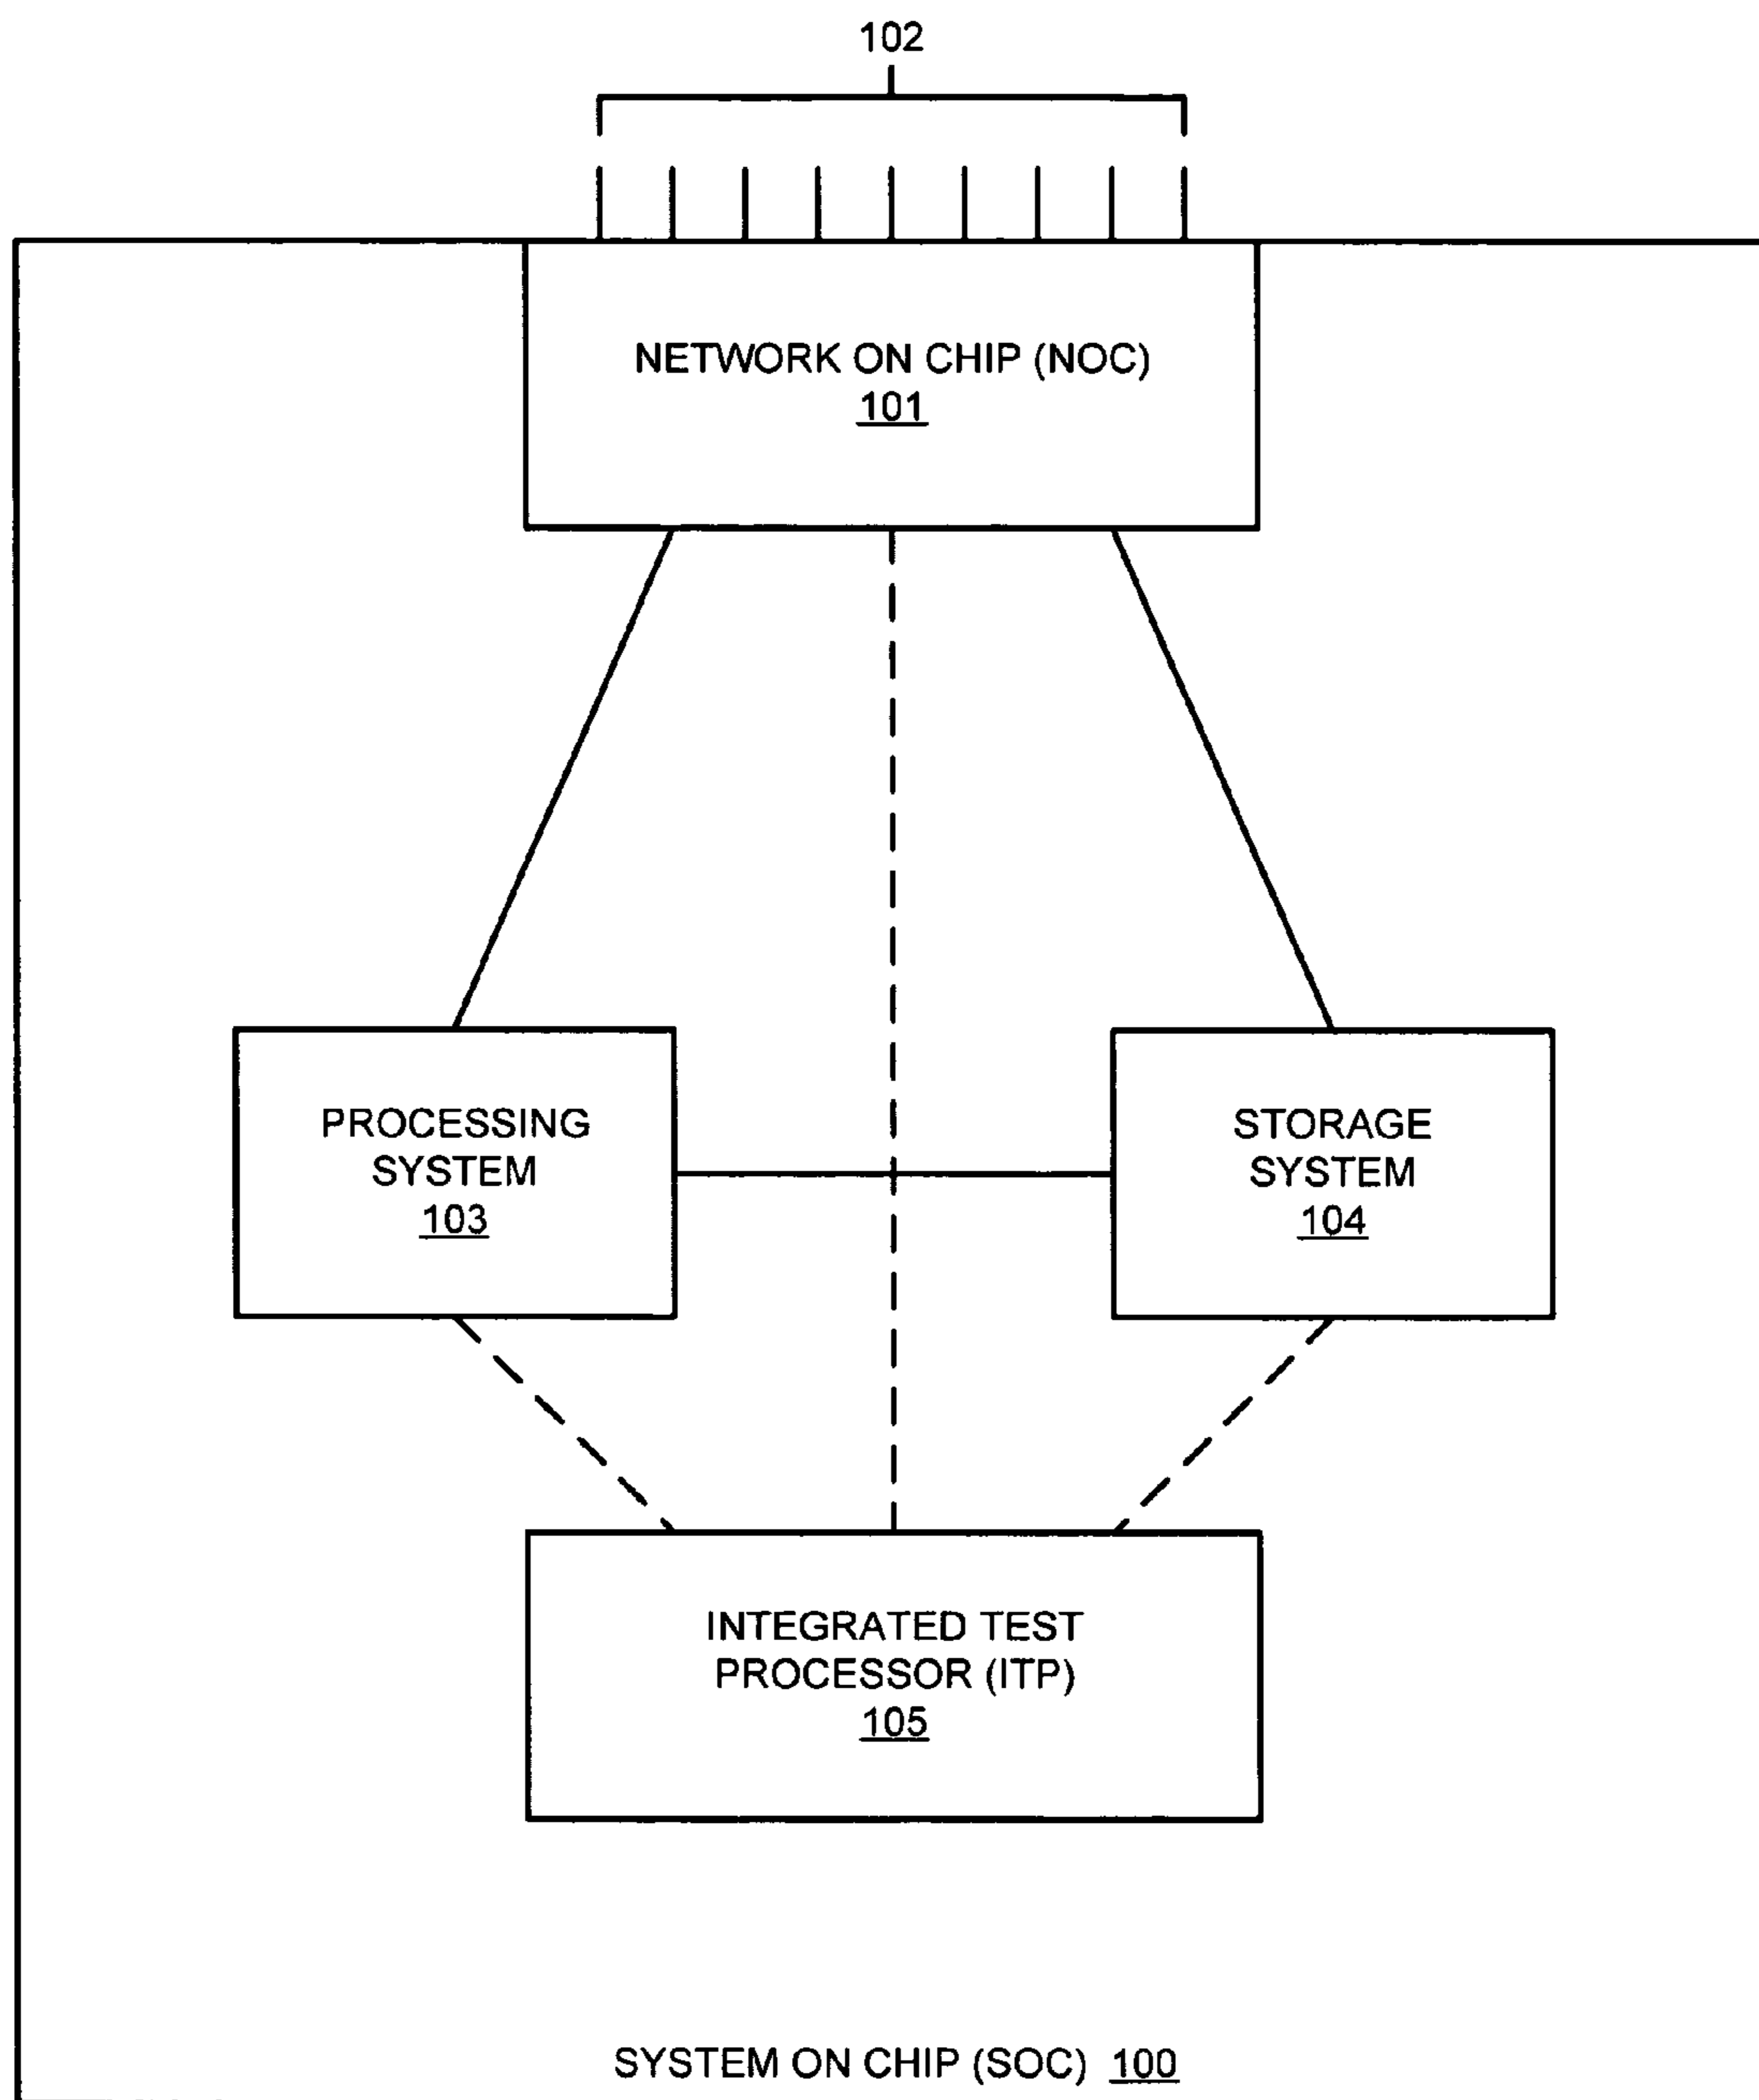 102
NETWORK ON CHIP (NOC)
101
PROCESSING
SYSTEM
103
STORAGE
SYSTEM
104
INTEGRATED TEST
PROCESSOR (ITP)
105
SYSTEM ON CHIP (SOC) 100